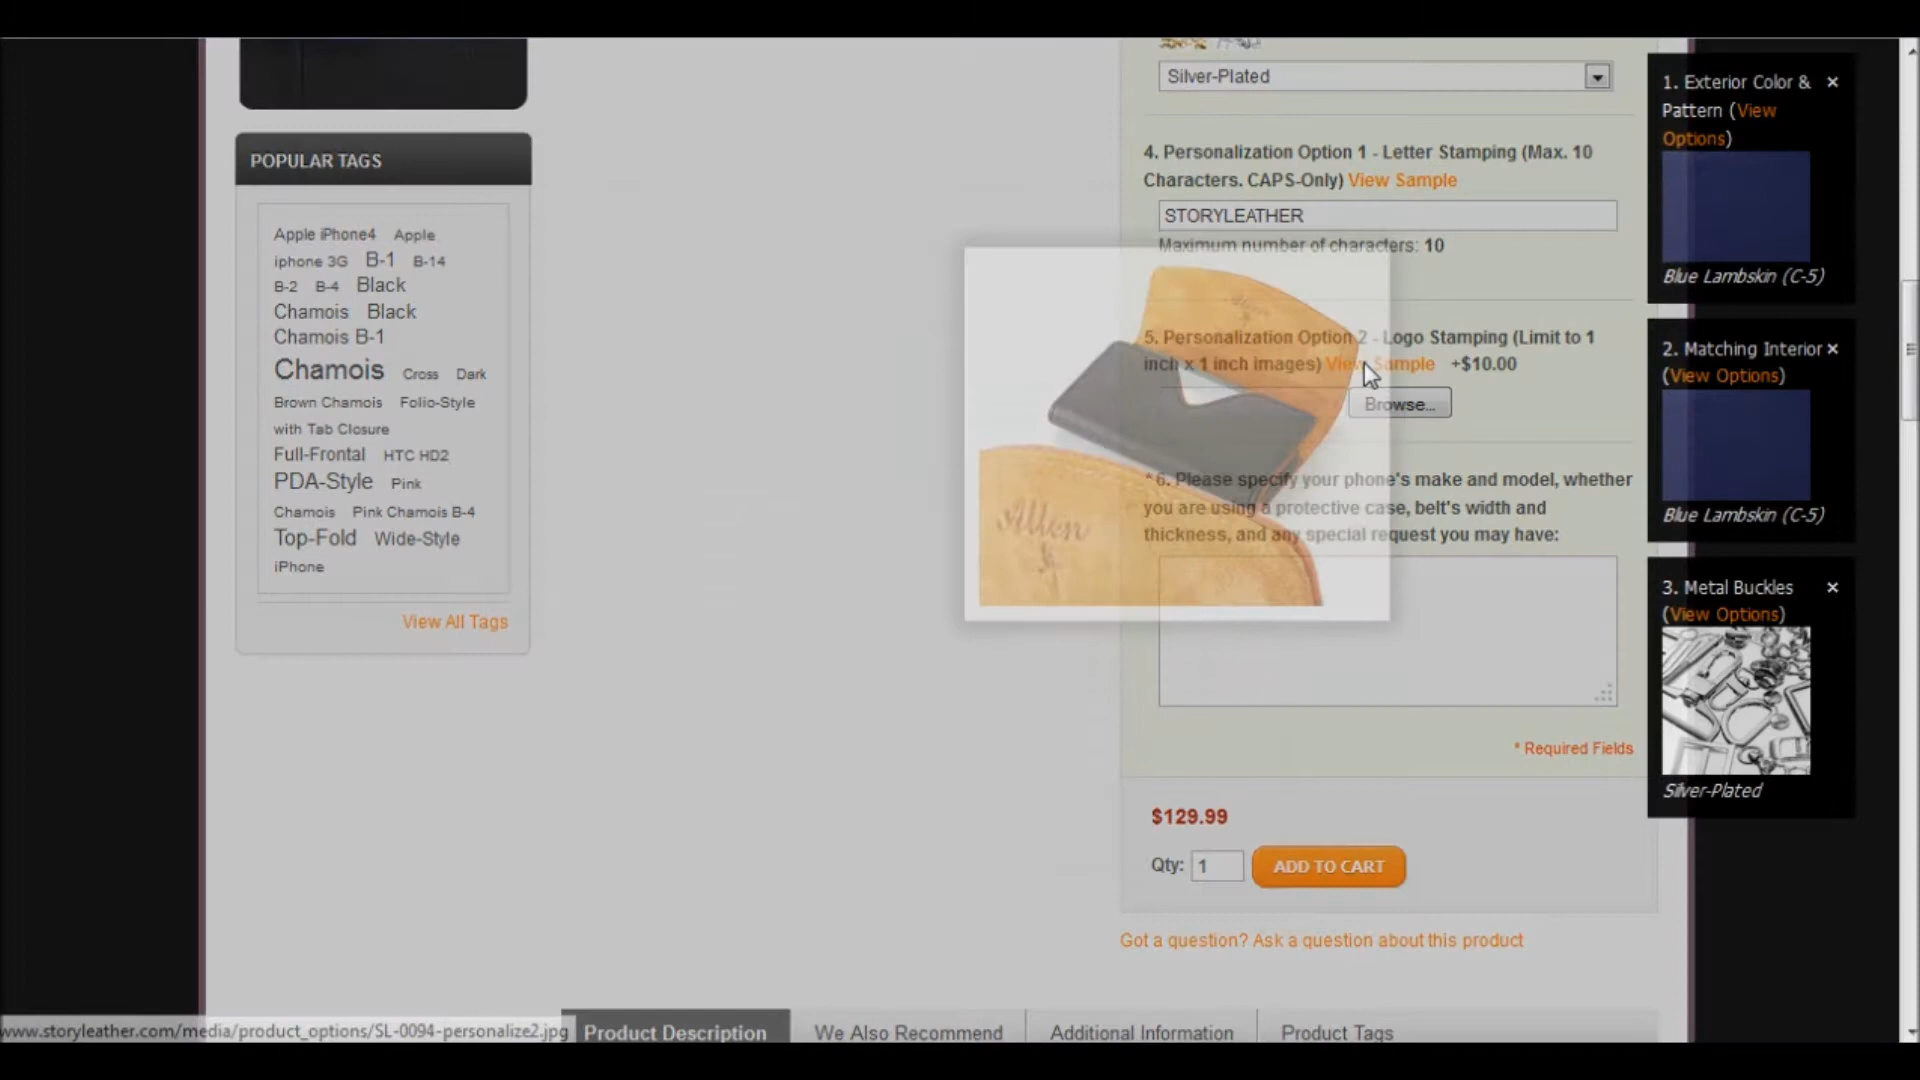 Silver-Plated
4. Personalization Option 1 - Letter Stamping (Max. 10
Characters. CAPS-Only) View Sample
STORYLEATHER
Maximum number of characters: 10
5. Personalization Option 2 - Logo Stamping (Limit to 1
inch x 1 inch images) View Sample +$10.00
Browse...
Allen
* 6. Please specify your phone's make and model, whether
you are using a protective case, belt's width and
thickness, and any special request you may have:
* Required Fields
$129.99
Qty: 1 ADD TO CART
Got a question? Ask a question about this product
POPULAR TAGS
Apple iPhone4 Apple
iphone 3G B-1 B-14
B-2 B-4 Black
Chamois Black
Chamois B-1
Chamois Cross Dark
Brown Chamois Folio-Style
with Tab Closure
Full-Frontal HTC HD2
PDA-Style Pink
Chamois Pink Chamois B-4
Top-Fold Wide-Style
iPhone
View All Tags
1. Exterior Color & ×
Pattern (View
Options)
Blue Lambskin (C-5)
2. Matching Interior ×
(View Options)
Blue Lambskin (C-5)
3. Metal Buckles ×
(View Options)
Silver-Plated
www.storyleather.com/media/product_options/SL-0094-personalize2.jpg
Product Description We Also Recommend Additional Information Product Tags